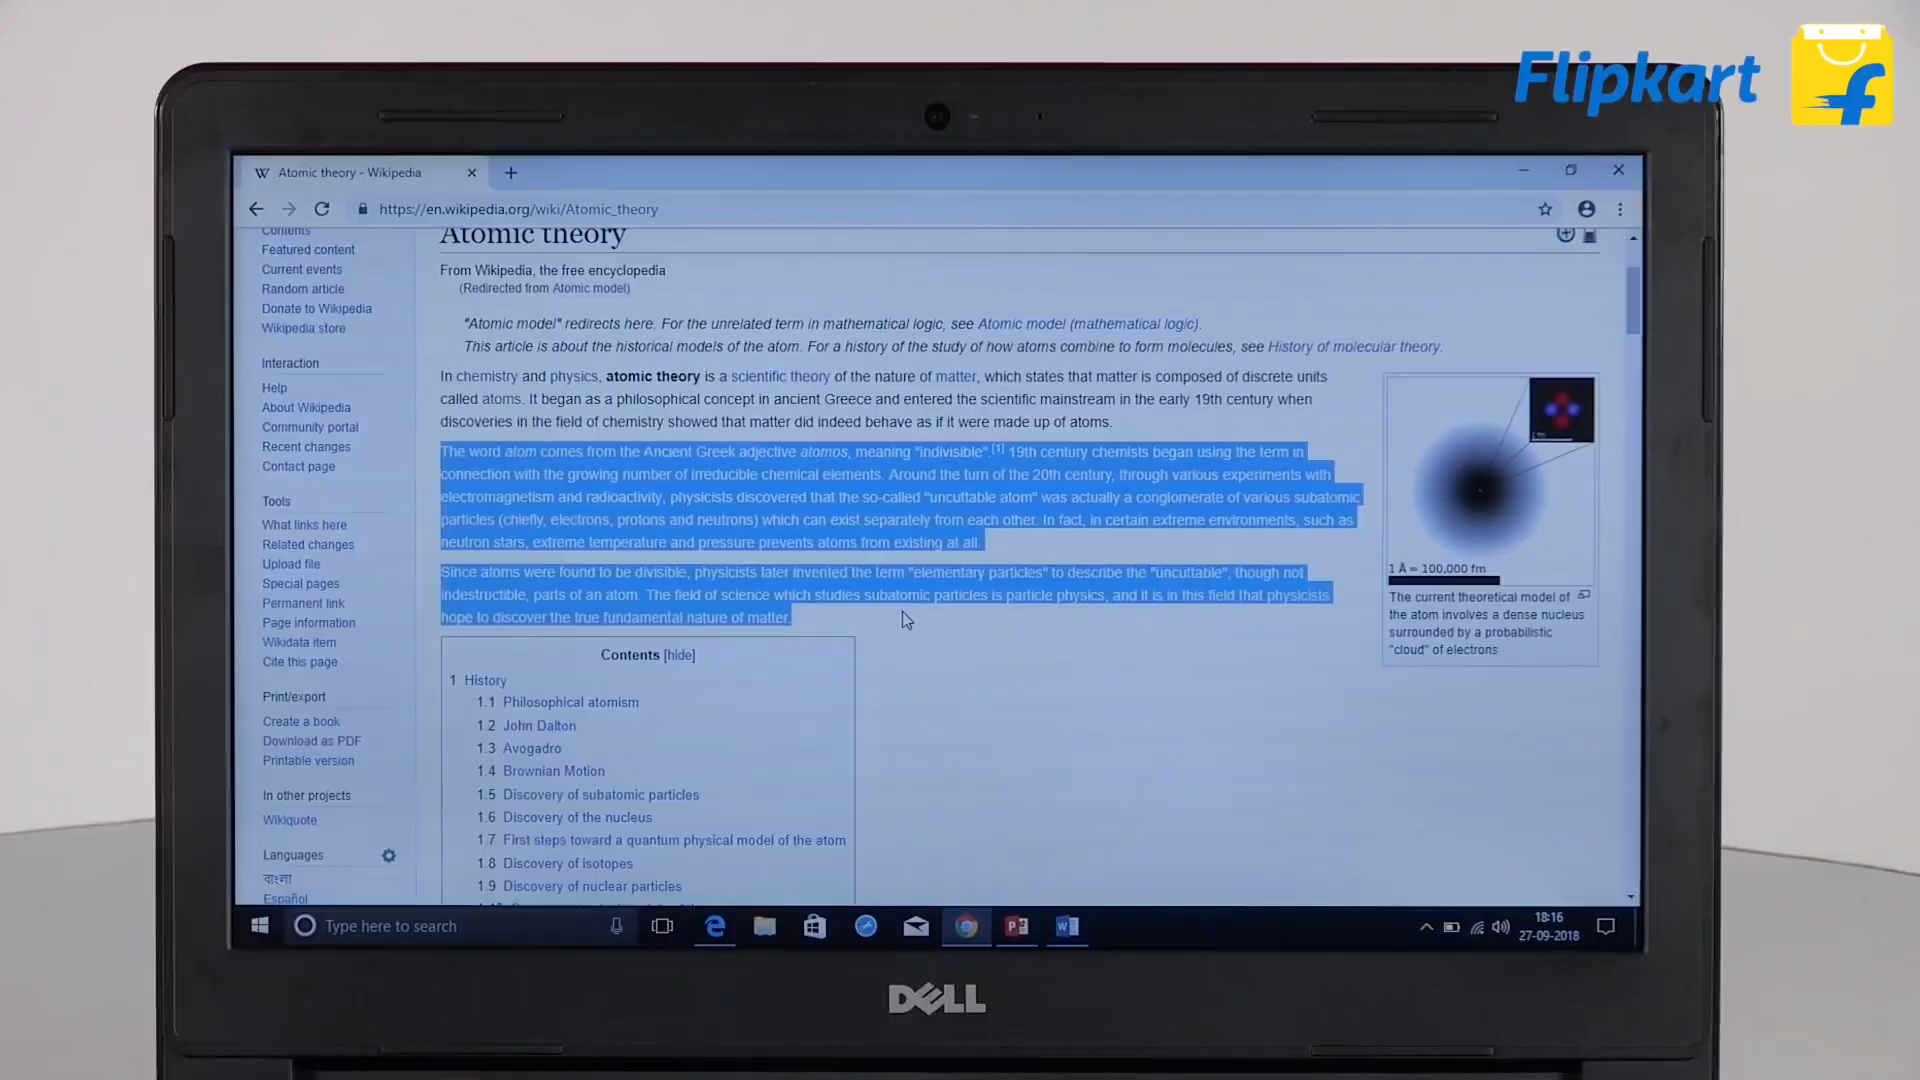 Flipkart
Atomic theory - Wikipedia
https://en.wikipedia.org/wiki/Atomic_theory
Contents
Featured content
Current events
Random article
Donate to Wikipedia
Wikipedia store
Interaction
Help
About Wikipedia
Community portal
Recent changes
Contact page
Tools
What links here
Related changes
Upload file
Special pages
Permanent link
Page information
Wikidata item
Cite this page
Print/export
Create a book
Download as PDF
Printable version
In other projects
Wikiquote
Languages
বাংলা
Español
Atomic theory
From Wikipedia, the free encyclopedia
(Redirected from Atomic model)
"Atomic model" redirects here. For the unrelated term in mathematical logic, see Atomic model (mathematical logic).
This article is about the historical models of the atom. For a history of the study of how atoms combine to form molecules, see History of molecular theory.
In chemistry and physics, atomic theory is a scientific theory of the nature of matter, which states that matter is composed of discrete units
called atoms. It began as a philosophical concept in ancient Greece and entered the scientific mainstream in the early 19th century when
discoveries in the field of chemistry showed that matter did indeed behave as if it were made up of atoms.
The word atom comes from the Ancient Greek adjective atomos, meaning "indivisible".[1] 19th century chemists began using the term in
connection with the growing number of irreducible chemical elements. Around the turn of the 20th century, through various experiments with
electromagnetism and radioactivity, physicists discovered that the so-called "uncuttable atom" was actually a conglomerate of various subatomic
particles (chiefly, electrons, protons and neutrons) which can exist separately from each other. In fact, in certain extreme environments, such as
neutron stars, extreme temperature and pressure prevents atoms from existing at all.
Since atoms were found to be divisible, physicists later invented the term "elementary particles" to describe the "uncuttable", though not
indestructible, parts of an atom. The field of science which studies subatomic particles is particle physics, and it is in this field that physicists
hope to discover the true fundamental nature of matter.
1 Å = 100,000 fm
The current theoretical model of
the atom involves a dense nucleus
surrounded by a probabilistic
"cloud" of electrons
Contents [hide]
1 History
1.1 Philosophical atomism
1.2 John Dalton
1.3 Avogadro
1.4 Brownian Motion
1.5 Discovery of subatomic particles
1.6 Discovery of the nucleus
1.7 First steps toward a quantum physical model of the atom
1.8 Discovery of isotopes
1.9 Discovery of nuclear particles
Type here to search
18:16
27-09-2018
DELL